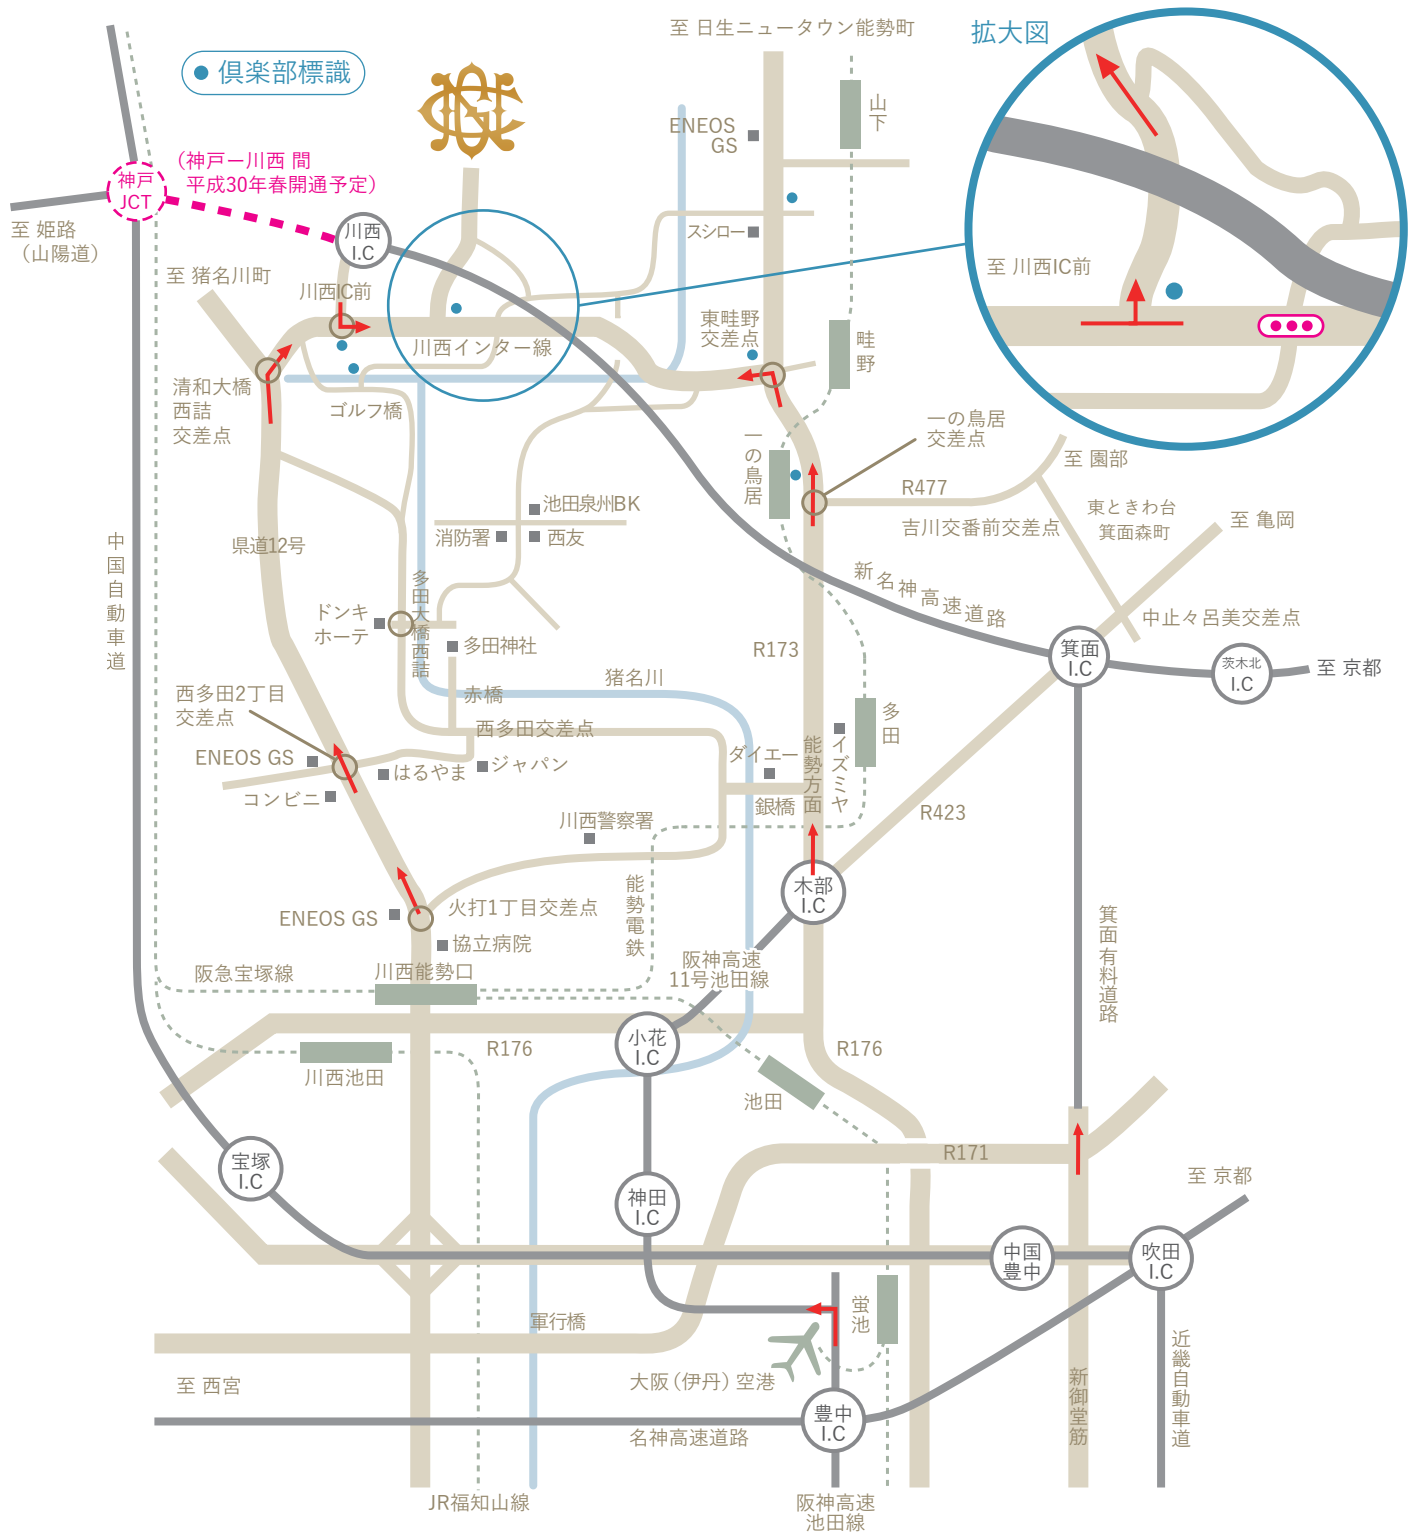 倶楽部標識
至 日生ニュータウン能勢町
拡大図
山下
ENEOS
GS
神戸
JCT
（神戸ー川西 間
平成30年春開通予定）
至 姫路
（山陽道）
川西
I.C
スシロー
至 猪名川町
川西IC前
至 川西IC前
東畦野
交差点
畦野
川西インター線
清和大橋
西詰
交差点
ゴルフ橋
一の鳥居
一の鳥居
交差点
至 園部
R477
東ときわ台
箕面森町
至 亀岡
吉川交番前交差点
池田泉州BK
消防署
西友
中国自動車道
県道12号
新名神高速道路
多田大橋西詰
ドンキ
ホーテ
多田神社
中止々呂美交差点
箕面
I.C
茨木北
I.C
至 京都
R173
猪名川
赤橋
西多田2丁目
交差点
西多田交差点
多田
ENEOS GS
はるやま
ジャパン
ダイエー
能勢方面
イズミヤ
コンビニ
銀橋
R423
川西警察署
木部
I.C
能勢電鉄
ENEOS GS
火打1丁目交差点
協立病院
箕面有料道路
阪神高速
11号池田線
阪急宝塚線
川西能勢口
小花
I.C
R176
R176
川西池田
池田
宝塚
I.C
R171
至 京都
神田
I.C
中国
豊中
吹田
I.C
軍行橋
蛍池
近畿自動車道
至 西宮
大阪（伊丹）空港
新御堂筋
豊中
I.C
名神高速道路
JR福知山線
阪神高速
池田線